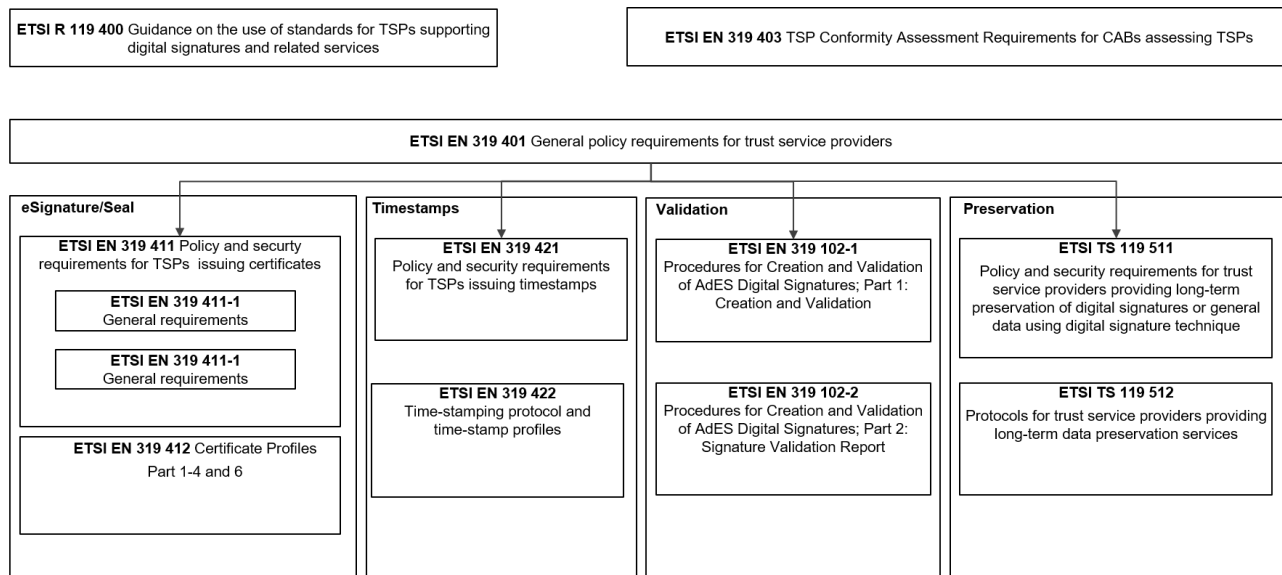 ETSI R 119 400 Guidance on the use of standards for TSPs supporting
digital signatures and related services
ETSI EN 319 403 TSP Conformity Assessment Requirements for CABs assessing TSPs
ETSI EN 319 401 General policy requirements for trust service providers
eSignature/Seal
ETSI EN 319 411 Policy and securty
requirements for TSPs issuing certificates
ETSI EN 319 411-1
General requirements
ETSI EN 319 411-1
General requirements
ETSI EN 319 412 Certificate Profiles
Part 1-4 and 6
Timestamps
ETSI EN 319 421
Policy and security requirements
for TSPs issuing timestamps
ETSI EN 319 422
Time-stamping protocol and
time-stamp profiles
Validation
ETSI EN 319 102-1
Procedures for Creation and Validation
of AdES Digital Signatures; Part 1:
Creation and Validation
ETSI EN 319 102-2
Procedures for Creation and Validation
of AdES Digital Signatures; Part 2:
Signature Validation Report
Preservation
ETSI TS 119 511
Policy and security requirements for trust
service providers providing long-term
preservation of digital signatures or general
data using digital signature technique
ETSI TS 119 512
Protocols for trust service providers providing
long-term data preservation services